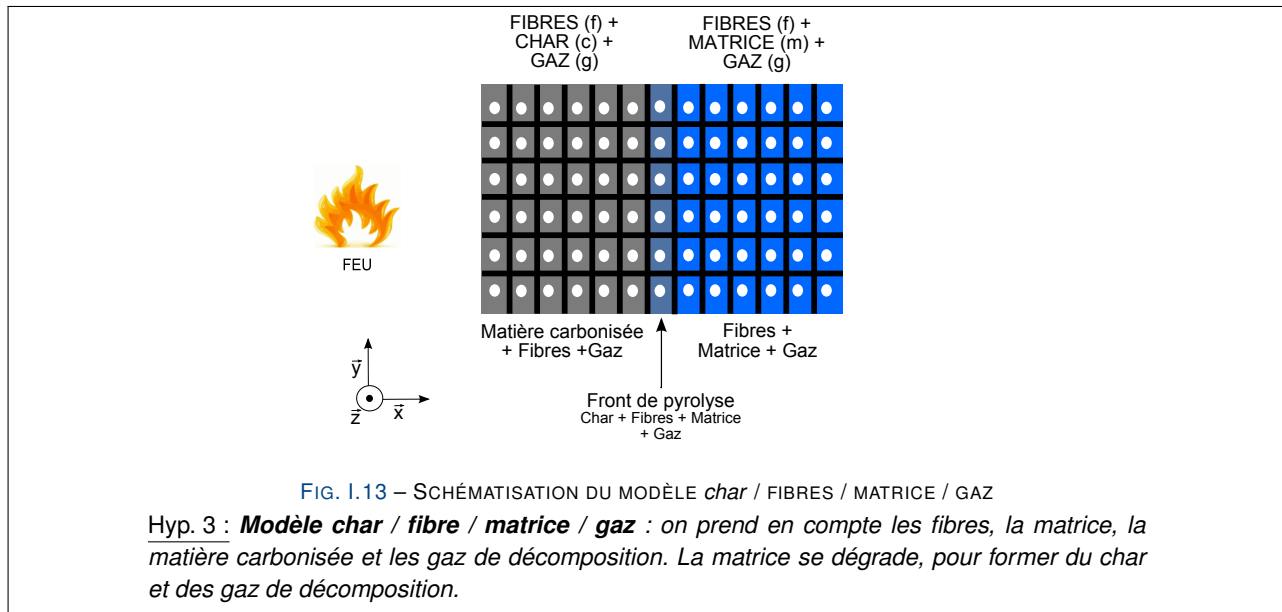 FIBRES (f) +
CHAR (c) +
GAZ (g)
FIBRES (f) +
MATRICE (m) +
GAZ (g)
FEU
Matière carbonisée
+ Fibres +Gaz
Fibres +
Matrice + Gaz
Front de pyrolyse
Char + Fibres + Matrice
+ Gaz
y
z
x
FIG. I.13 – SCHÉMATISATION DU MODÈLE char / FIBRES / MATRICE / GAZ
Hyp. 3 : Modèle char / fibre / matrice / gaz : on prend en compte les fibres, la matrice, la
matière carbonisée et les gaz de décomposition. La matrice se dégrade, pour former du char
et des gaz de décomposition.